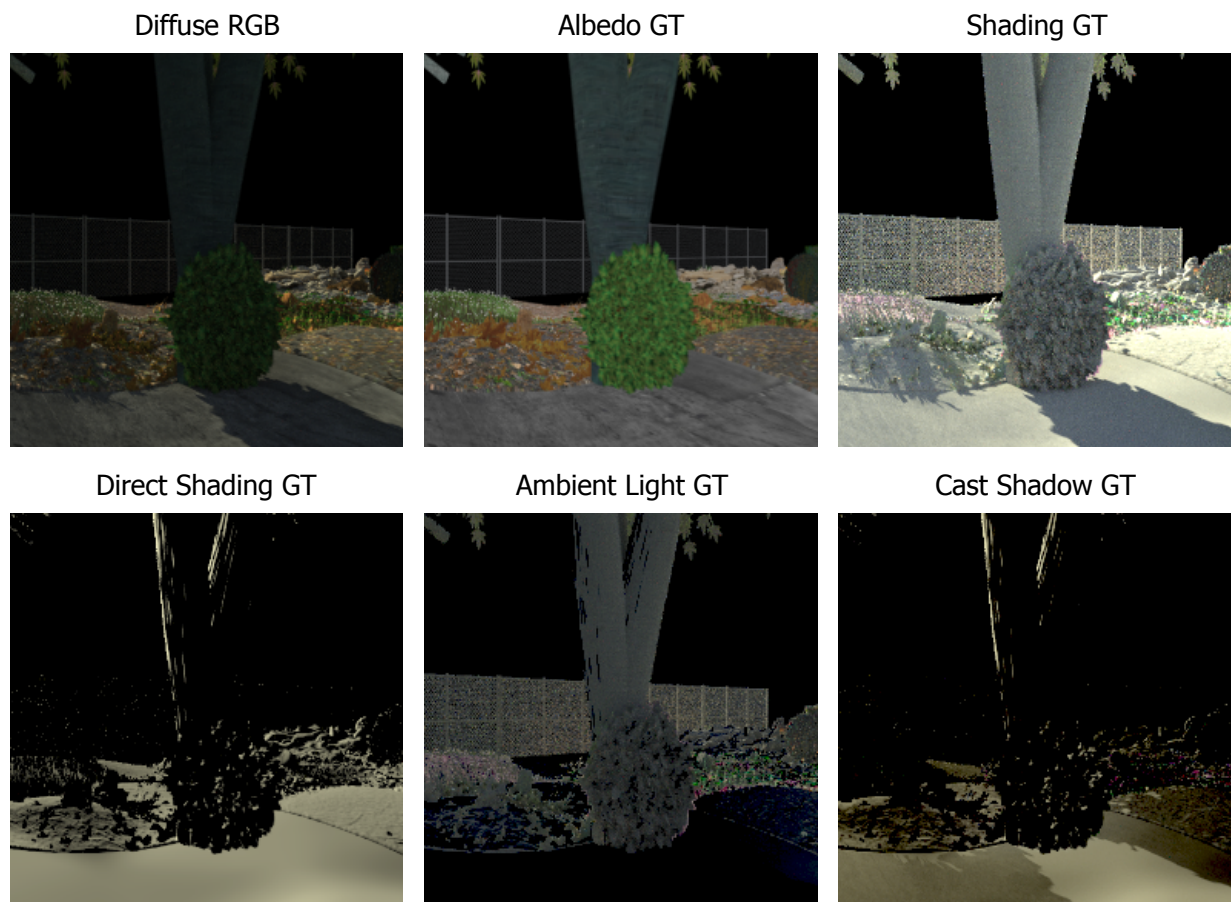 Diffuse RGB
Albedo GT
Shading GT
Direct Shading GT
Ambient Light GT
Cast Shadow GT